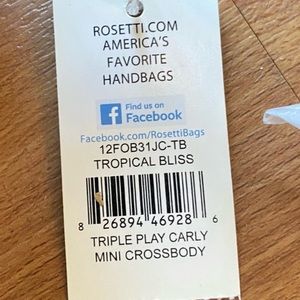 ROSETTI.COM
AMERICA'S
FAVORITE
HANDBAGS
Find us on
Facebook
Facebook.com/RosettiBags
12FOB31JC-TB
TROPICAL BLISS
8 26894 46928 6
TRIPLE PLAY CARLY
MINI CROSSBODY